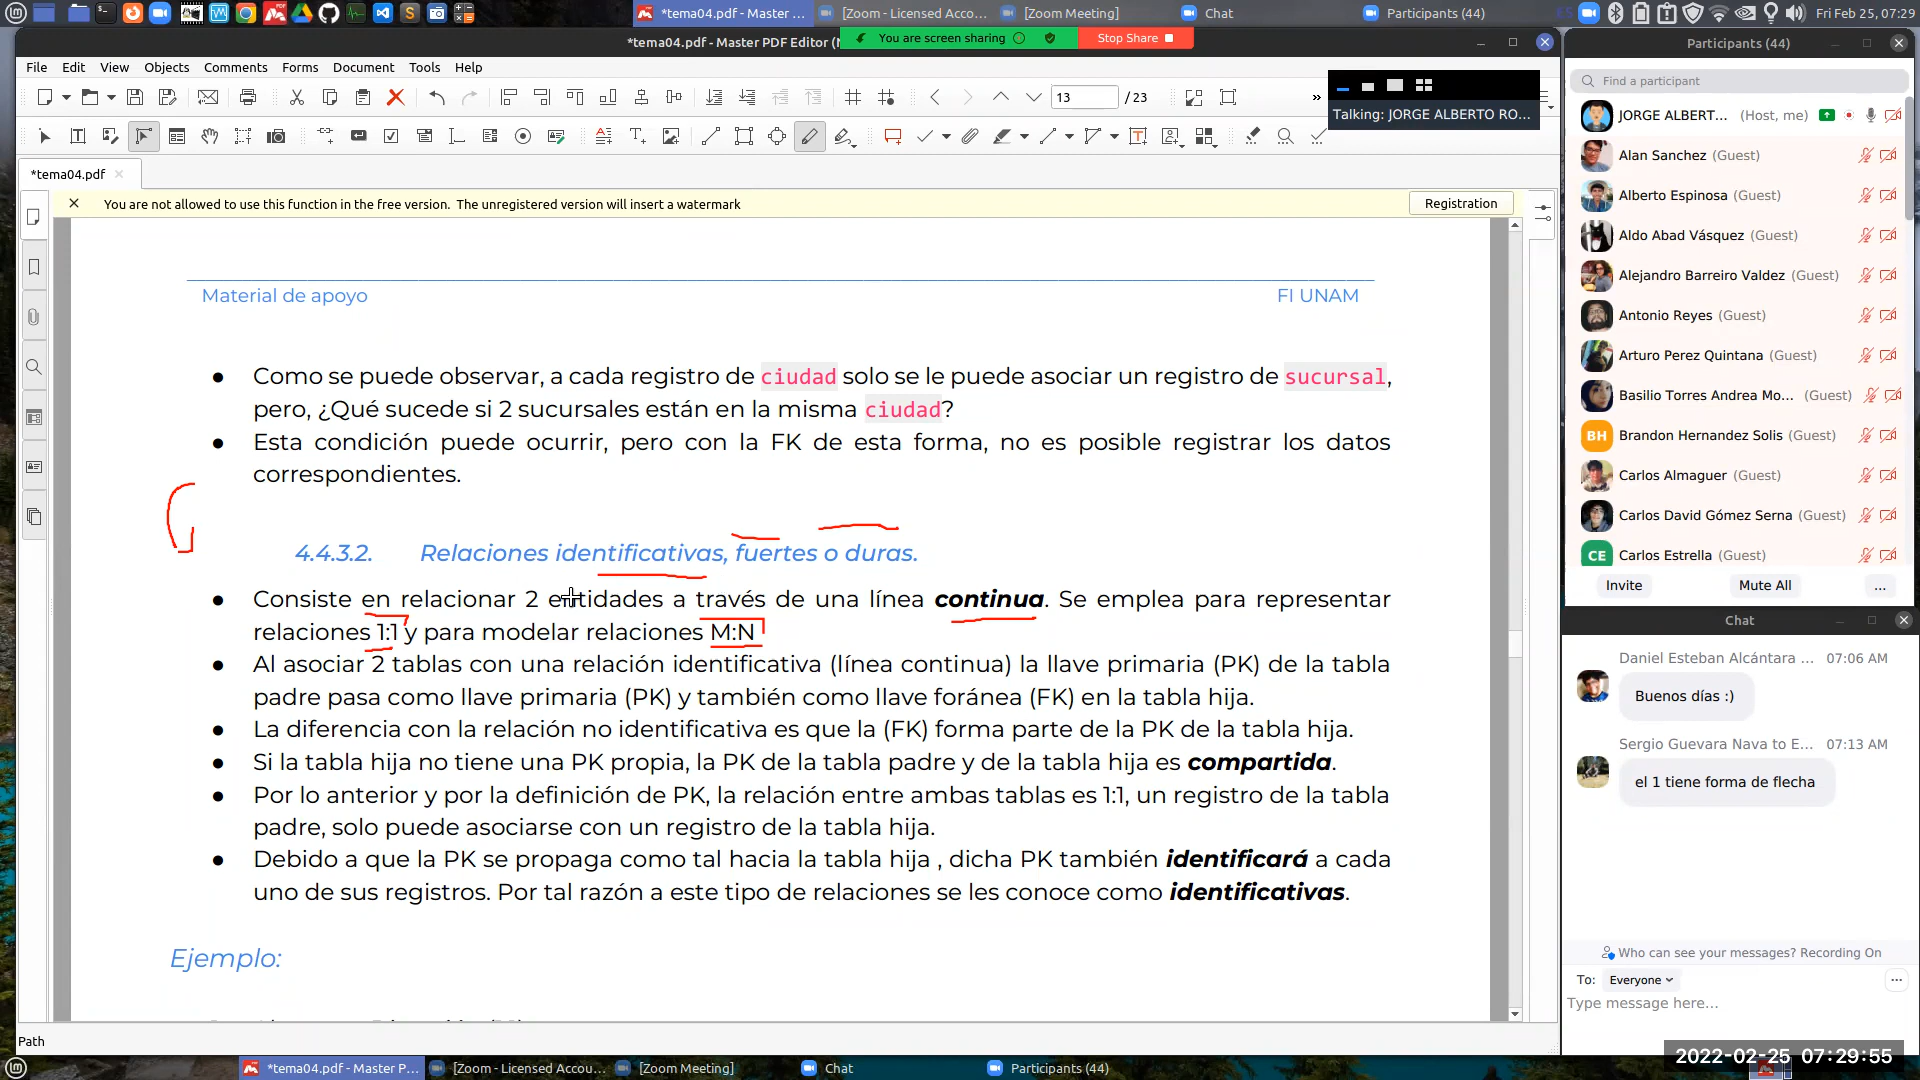 *tema04.pdf - Master ...
[Zoom - Licensed Acco...
[Zoom Meeting]
Chat
Participants (44)
Fri Feb 25, 07:29
*tema04.pdf - Master PDF Editor
You are screen sharing
Stop Share
File Edit View Objects Comments Forms Document Tools Help
13 / 23
Talking: JORGE ALBERTO RO...
*tema04.pdf
You are not allowed to use this function in the free version. The unregistered version will insert a watermark
Registration
Material de apoyo
FI UNAM
● Como se puede observar, a cada registro de ciudad solo se le puede asociar un registro de sucursal,
pero, ¿Qué sucede si 2 sucursales están en la misma ciudad?
● Esta condición puede ocurrir, pero con la FK de esta forma, no es posible registrar los datos
correspondientes.
4.4.3.2. Relaciones identificativas, fuertes o duras.
● Consiste en relacionar 2 entidades a través de una línea continua. Se emplea para representar
relaciones 1:1 y para modelar relaciones M:N
● Al asociar 2 tablas con una relación identificativa (línea continua) la llave primaria (PK) de la tabla
padre pasa como llave primaria (PK) y también como llave foránea (FK) en la tabla hija.
● La diferencia con la relación no identificativa es que la (FK) forma parte de la PK de la tabla hija.
● Si la tabla hija no tiene una PK propia, la PK de la tabla padre y de la tabla hija es compartida.
● Por lo anterior y por la definición de PK, la relación entre ambas tablas es 1:1, un registro de la tabla
padre, solo puede asociarse con un registro de la tabla hija.
● Debido a que la PK se propaga como tal hacia la tabla hija , dicha PK también identificará a cada
uno de sus registros. Por tal razón a este tipo de relaciones se les conoce como identificativas.
Ejemplo:
Path
Participants (44)
Find a participant
JORGE ALBERT... (Host, me)
Alan Sanchez (Guest)
Alberto Espinosa (Guest)
Aldo Abad Vásquez (Guest)
Alejandro Barreiro Valdez (Guest)
Antonio Reyes (Guest)
Arturo Perez Quintana (Guest)
Basilio Torres Andrea Mo... (Guest)
BH Brandon Hernandez Solis (Guest)
Carlos Almaguer (Guest)
Carlos David Gómez Serna (Guest)
CE Carlos Estrella (Guest)
Invite
Mute All
...
Chat
Daniel Esteban Alcántara ... 07:06 AM
Buenos días :)
Sergio Guevara Nava to E... 07:13 AM
el 1 tiene forma de flecha
Who can see your messages? Recording On
To: Everyone
Type message here...
*tema04.pdf - Master P...
[Zoom - Licensed Accou...
[Zoom Meeting]
Chat
Participants (44)
2022-02-25 07:29:55